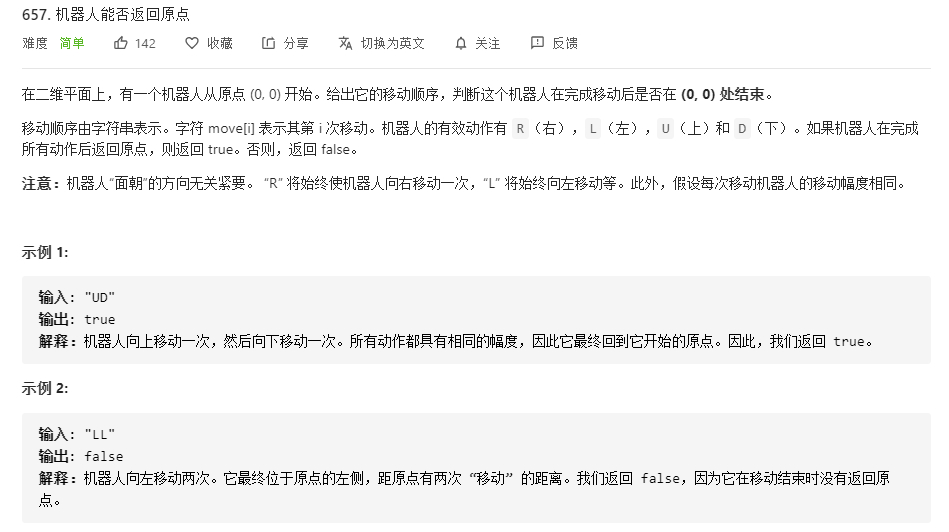 657. 机器人能否返回原点
难度 简单 142 收藏 分享 切换为英文 关注 反馈
在二维平面上，有一个机器人从原点 (0, 0) 开始。给出它的移动顺序，判断这个机器人在完成移动后是否在 (0, 0) 处结束。
移动顺序由字符串表示。字符 move[i] 表示其第 i 次移动。机器人的有效动作有 R（右），L（左），U（上）和 D（下）。如果机器人在完成
所有动作后返回原点，则返回 true。否则，返回 false。
注意：机器人“面朝”的方向无关紧要。 “R” 将始终使机器人向右移动一次，“L” 将始终向左移动等。此外，假设每次移动机器人的移动幅度相同。
示例 1:
输入: "UD"
输出: true
解释：机器人向上移动一次，然后向下移动一次。所有动作都具有相同的幅度，因此它最终回到它开始的原点。因此，我们返回 true。
示例 2:
输入: "LL"
输出: false
解释：机器人向左移动两次。它最终位于原点的左侧，距原点有两次 “移动” 的距离。我们返回 false，因为它在移动结束时没有返回原
点。